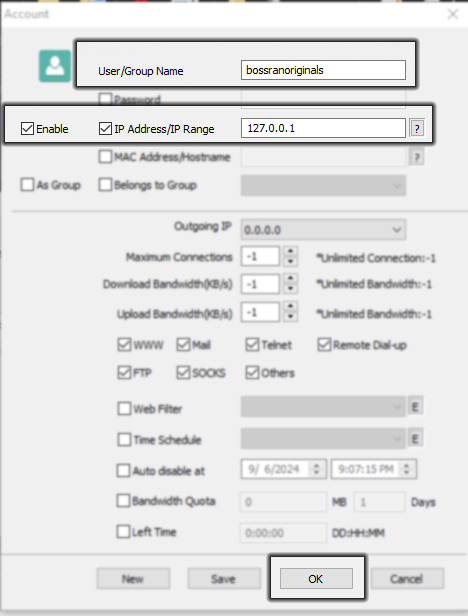 Account
User/Group Name bossranoriginals
Password
Enable IP Address/IP Range 127.0.0.1 ?
MAC Address/Hostname ?
As Group Belongs to Group
Outgoing IP 0.0.0.0
Maximum Connections -1 *Unlimited Connection:-1
Download Bandwidth(KB/s) -1 *Unlimited Bandwidth:-1
Upload Bandwidth(KB/s) -1 *Unlimited Bandwidth:-1
WWW Mail Telnet Remote Dial-up
FTP SOCKS Others
Web Filter E
Time Schedule E
Auto disable at 9/ 6/2024 9:07:15 PM
Bandwidth Quota 0 MB 1 Days
Left Time 0:00:00 DD:HH:MM
New Save OK Cancel